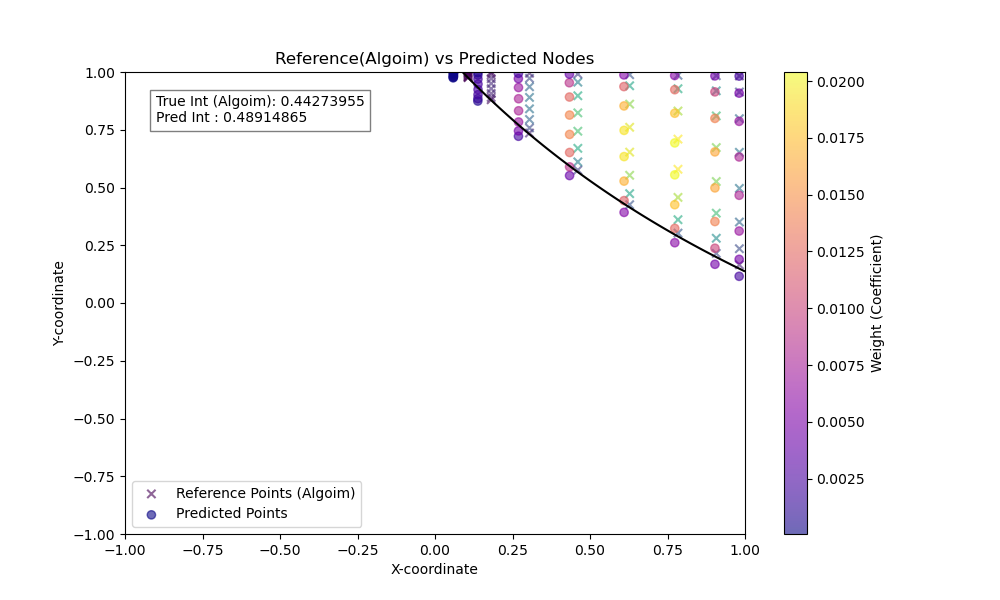 Reference(Algoim) vs Predicted Nodes
True Int (Algoim): 0.44273955
Pred Int : 0.48914865
1.00
0.75
0.50
0.25
0.00
−0.25
−0.50
−0.75
−1.00
Y-coordinate
Reference Points (Algoim)
Predicted Points
−1.00 −0.75 −0.50 −0.25 0.00 0.25 0.50 0.75 1.00
X-coordinate
0.0200
0.0175
0.0150
0.0125
0.0100
0.0075
0.0050
0.0025
Weight (Coefficient)